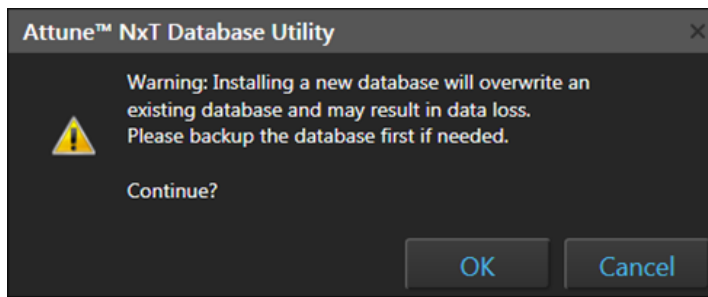 Attune™ NxT Database Utility
Warning: Installing a new database will overwrite an
existing database and may result in data loss.
Please backup the database first if needed.
Continue?
OK
Cancel